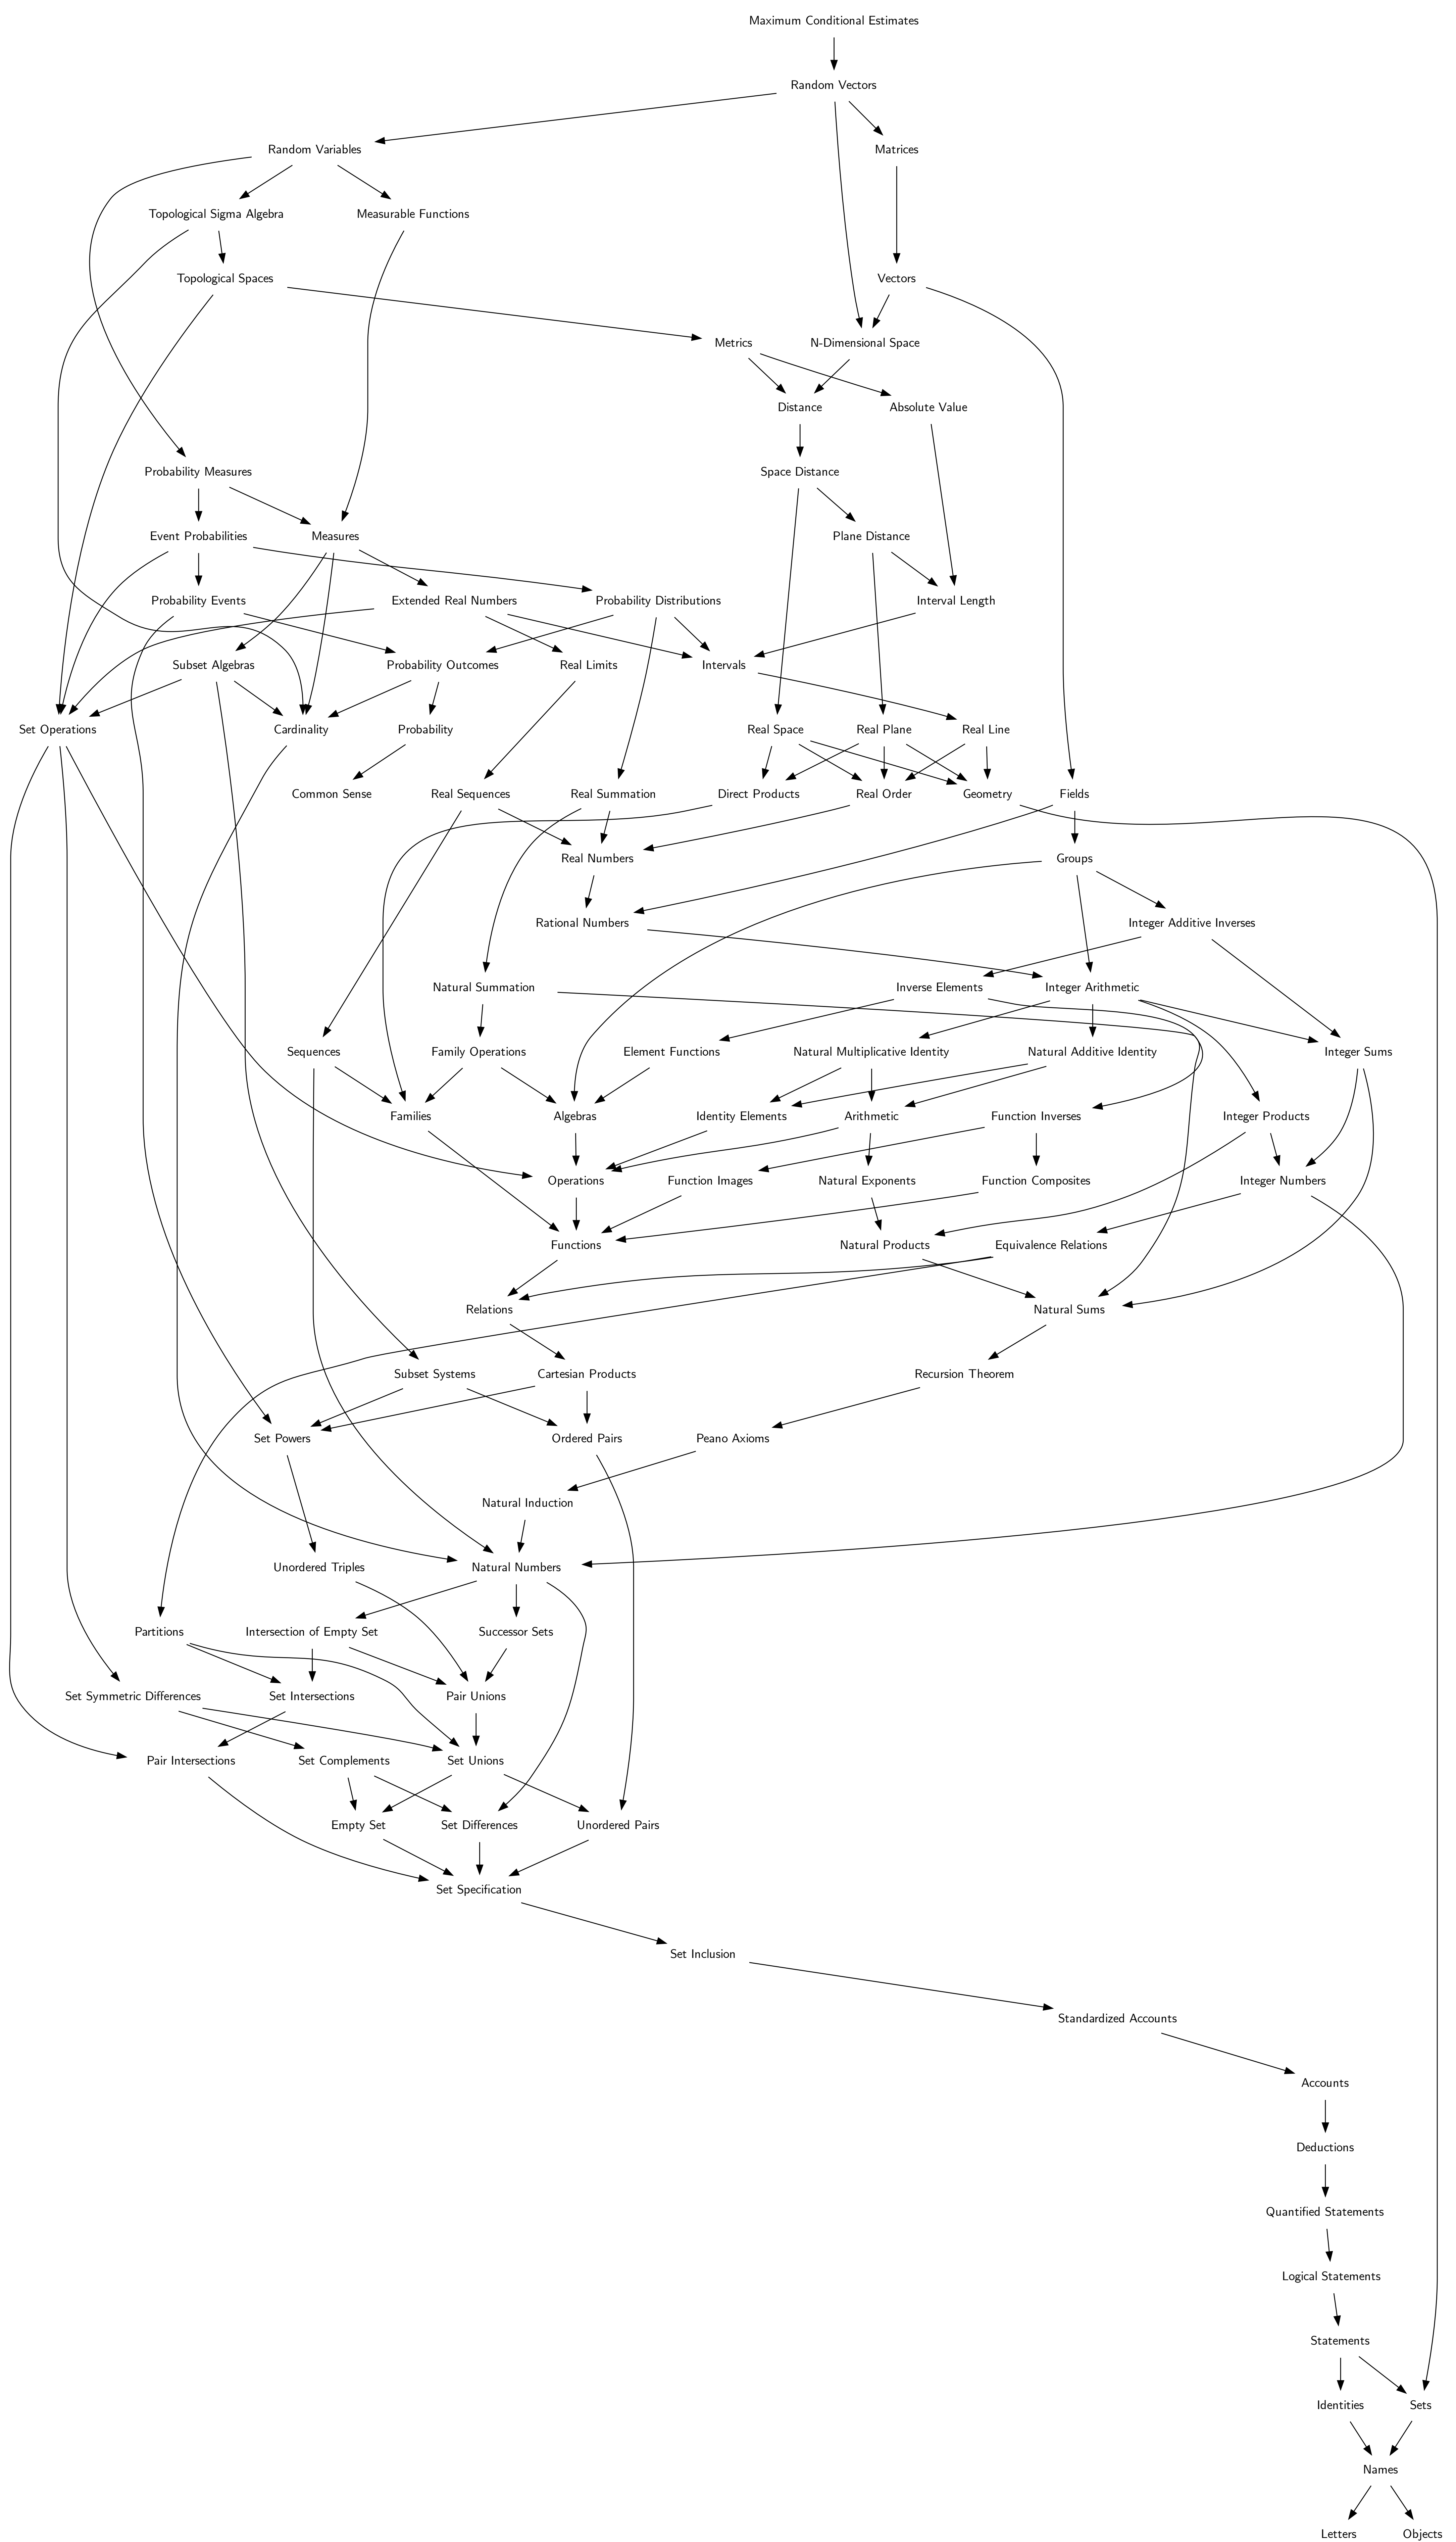 Maximum Conditional Estimates
Random Vectors
Random Variables
Matrices
Topological Sigma Algebra
Measurable Functions
Topological Spaces
Vectors
Metrics
N-Dimensional Space
Distance
Absolute Value
Probability Measures
Space Distance
Event Probabilities
Measures
Plane Distance
Probability Events
Extended Real Numbers
Probability Distributions
Interval Length
Subset Algebras
Probability Outcomes
Real Limits
Intervals
Set Operations
Cardinality
Probability
Real Space
Real Plane
Real Line
Common Sense
Real Sequences
Real Summation
Direct Products
Real Order
Geometry
Fields
Real Numbers
Groups
Rational Numbers
Integer Additive Inverses
Natural Summation
Inverse Elements
Integer Arithmetic
Sequences
Family Operations
Element Functions
Natural Multiplicative Identity
Natural Additive Identity
Integer Sums
Families
Algebras
Identity Elements
Arithmetic
Function Inverses
Integer Products
Operations
Function Images
Natural Exponents
Function Composites
Integer Numbers
Functions
Natural Products
Equivalence Relations
Relations
Natural Sums
Subset Systems
Cartesian Products
Recursion Theorem
Set Powers
Ordered Pairs
Peano Axioms
Natural Induction
Unordered Triples
Natural Numbers
Partitions
Intersection of Empty Set
Successor Sets
Set Symmetric Differences
Set Intersections
Pair Unions
Pair Intersections
Set Complements
Set Unions
Empty Set
Set Differences
Unordered Pairs
Set Specification
Set Inclusion
Standardized Accounts
Accounts
Deductions
Quantified Statements
Logical Statements
Statements
Identities
Sets
Names
Letters
Objects